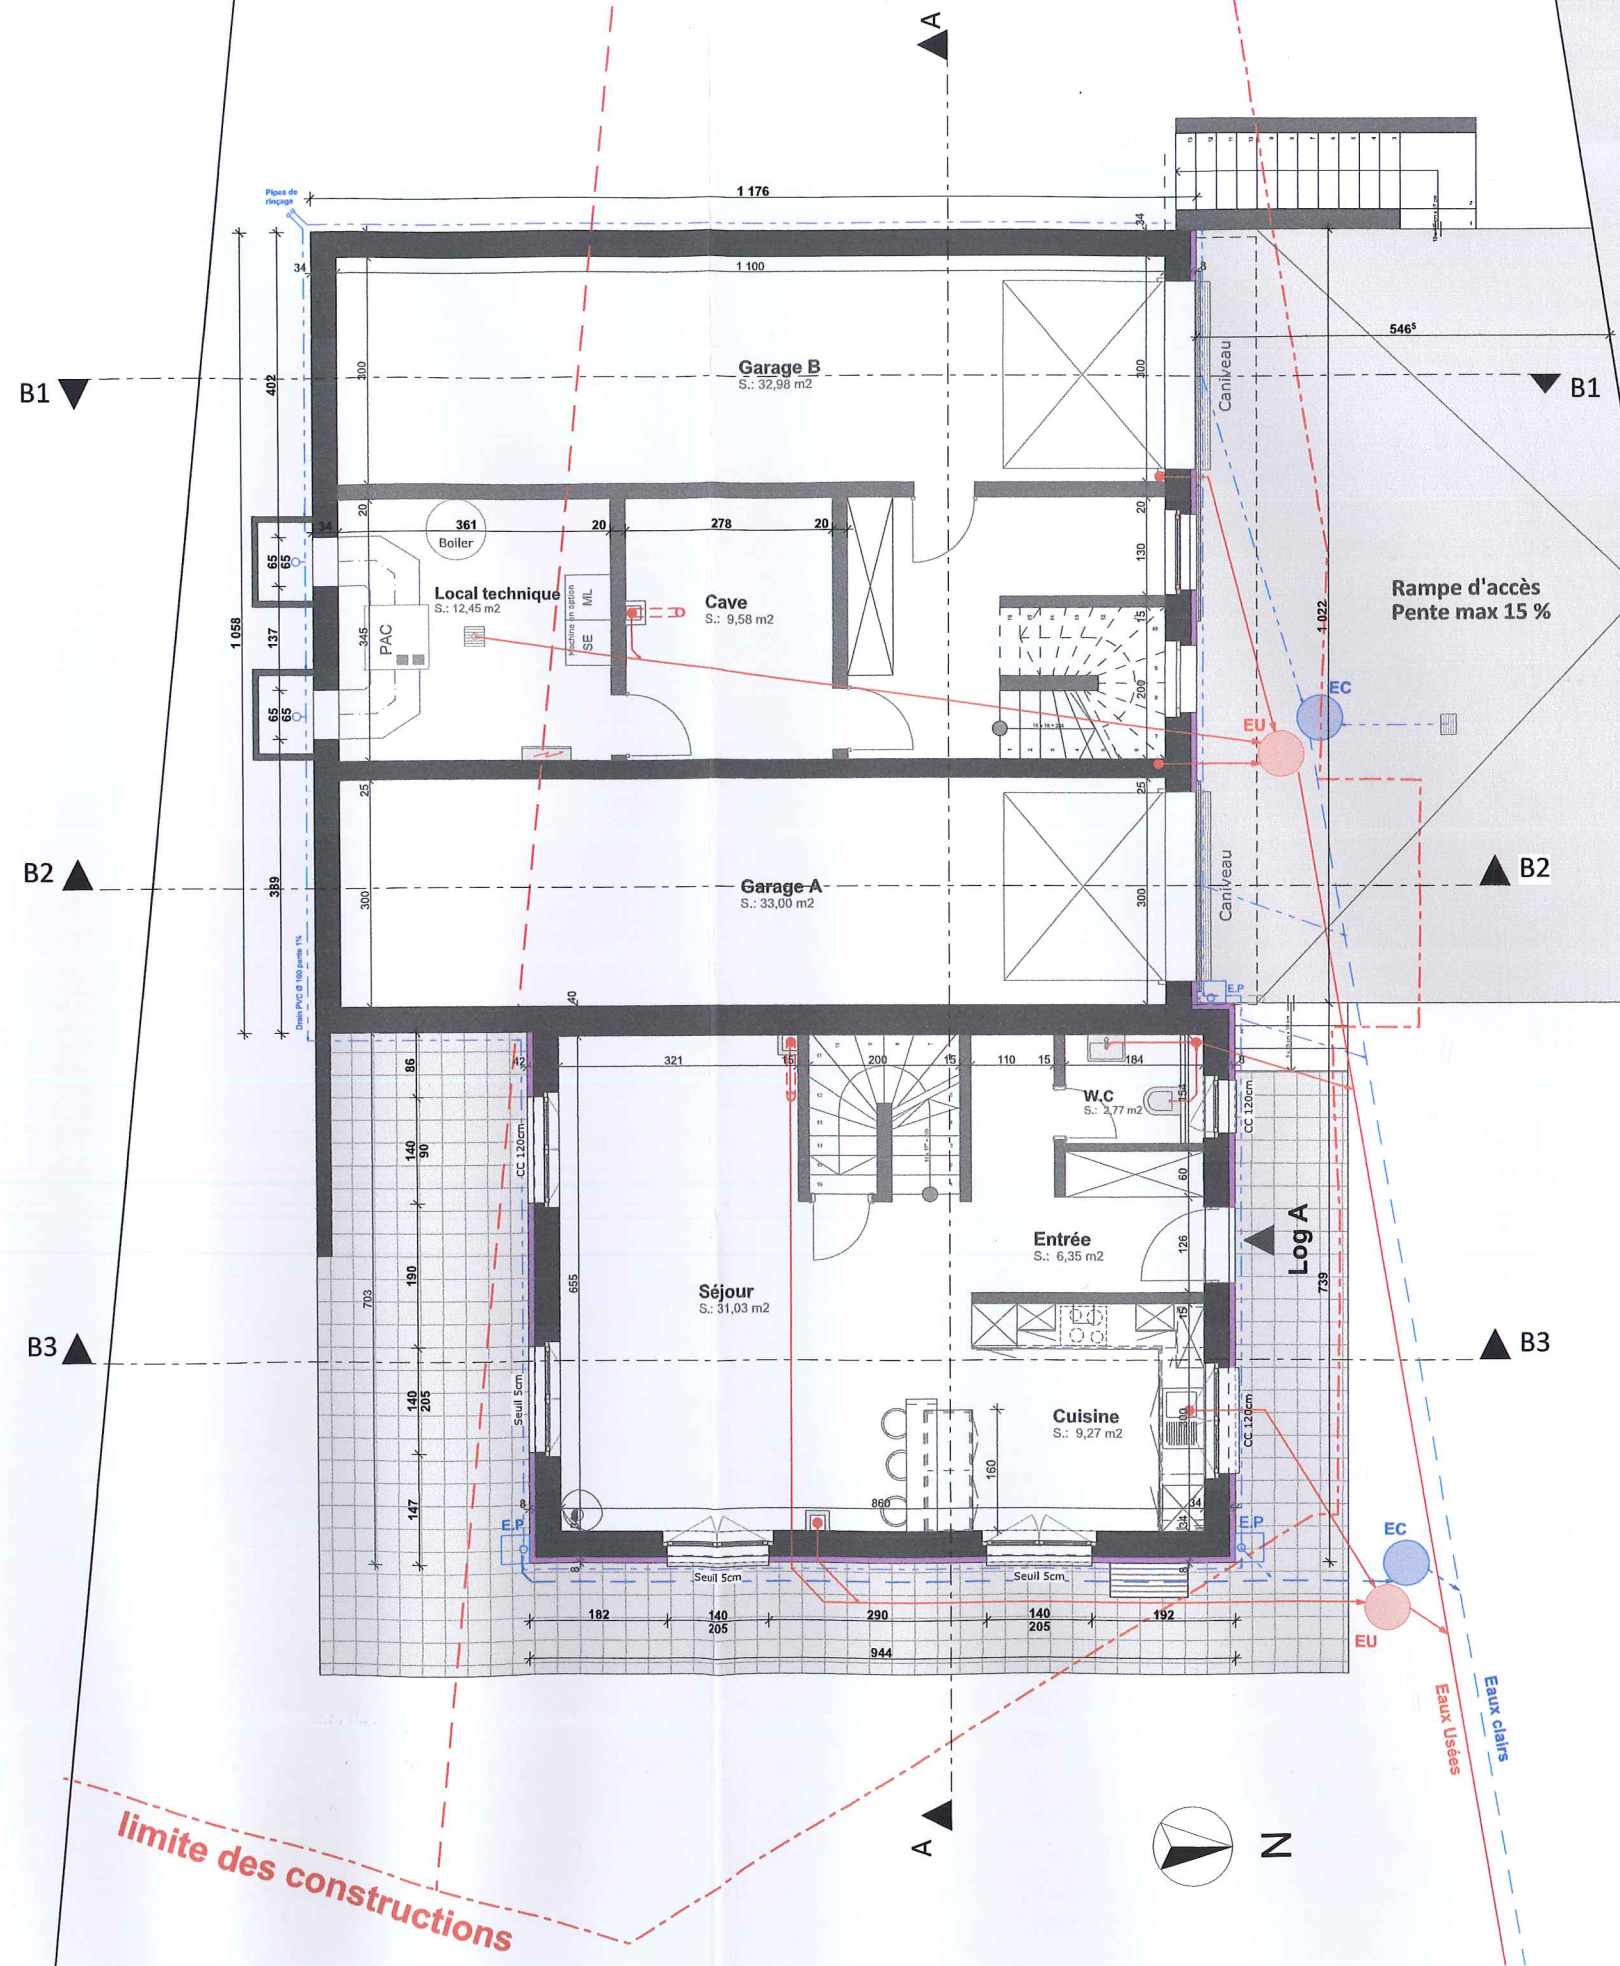 A
Pipes de
rinçage
1 176
34
34
1 100
8
546⁵
B1
402
300
Garage B
S.: 32,98 m2
300
Caniveau
B1
1 058
20
34
361
Boiler
20
278
20
20
130
65
65
Local technique
S.: 12,45 m2
Machine en option
ML
SE
Cave
S.: 9,58 m2
Rampe d'accès
Pente max 15 %
1 022
137
345
PAC
15
200
65
65
EC
EU
25
25
B2
389
300
Garage A
S.: 33,00 m2
300
Caniveau
B2
Drain PVC Ø 160 pente 1%
40
E.P
86
42
321
15
200
15
110
15
184
8
W.C
S.: 2,77 m2
154
CC 120cm
140
90
CC 120cm
60
Entrée
S.: 6,35 m2
126
Log A
190
703
655
Séjour
S.: 31,03 m2
739
15
B3
B3
140
205
Seuil 5cm
Cuisine
S.: 9,27 m2
300
CC 120cm
160
147
8
860
34
34
E.P
E.P
EC
8
Seuil 5cm
Seuil 5cm
8
182
140
205
290
140
205
192
944
EU
Eaux Usées
Eaux clairs
limite des constructions
A
N